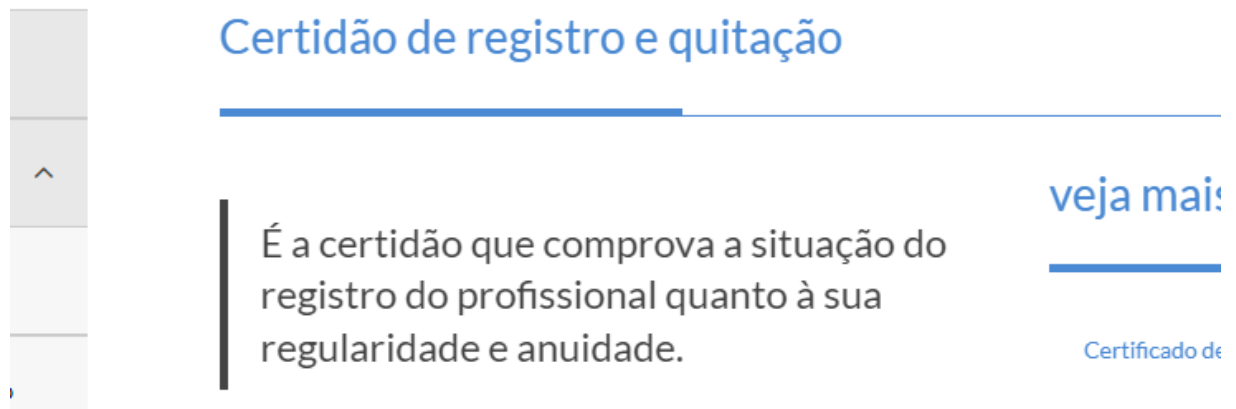 Certidão de registro e quitação
É a certidão que comprova a situação do
registro do profissional quanto à sua
regularidade e anuidade.
veja mais
Certificado de